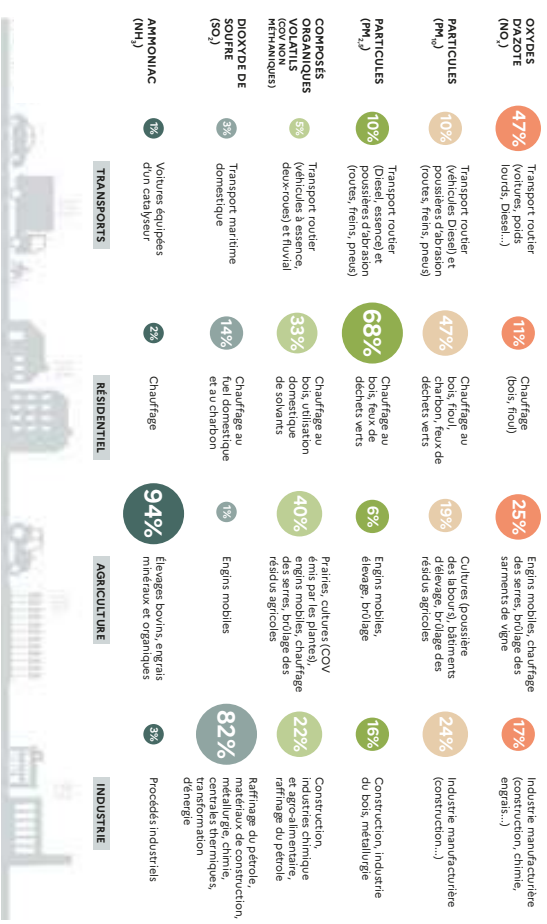 OXYDES
D'AZOTE
(NOx)
47%
Transport routier
(voitures, poids
lourds, Diesel...)
11%
Chauffage
(bois, fioul)
25%
Engins mobiles, chauffage
des serres, brûlage des
sarments de vigne
17%
Industrie manufacturière
(construction, chimie,
engrais...)
PARTICULES
(PM10)
10%
Transport routier
(véhicules Diesel) et
poussières d'abrasion
(routes, freins, pneus)
47%
Chauffage au
bois, fioul,
charbon, feux de
déchets verts
19%
Cultures (poussière
des labours), bâtiments
d'élevage, brûlage des
résidus agricoles
24%
Industrie manufacturière
(construction...)
PARTICULES
(PM2,5)
10%
Transport routier
(Diesel, essence) et
poussières d'abrasion
(routes, freins, pneus)
68%
Chauffage au
bois, feux de
déchets verts
6%
Engins mobiles,
élevage, brûlage
16%
Construction, industrie
du bois, métallurgie
COMPOSÉS
ORGANIQUES
VOLATILS
(COV NON
MÉTHANIQUES)
5%
Transport routier
(véhicules à essence,
deux-roues) et fluvial
33%
Chauffage au
bois, utilisation
domestique
de solvants
40%
Prairies, cultures (COV
émis par les plantes),
engins mobiles, chauffage
des serres, brûlage des
résidus agricoles
22%
Construction,
industries chimique
et agro-alimentaire,
raffinage du pétrole
DIOXYDE DE
SOUFRE
(SO2)
3%
Transport maritime
domestique
14%
Chauffage au
fuel domestique
et au charbon
1%
Engins mobiles
82%
Raffinage du pétrole,
matériaux de construction,
métallurgie, chimie,
centrales thermiques,
transformation
d'énergie
AMMONIAC
(NH3)
1%
Voitures équipées
d'un catalyseur
2%
Chauffage
94%
Élevages bovins, engrais
minéraux et organiques
3%
Procédés industriels
TRANSPORTS
RÉSIDENTIEL
AGRICULTURE
INDUSTRIE